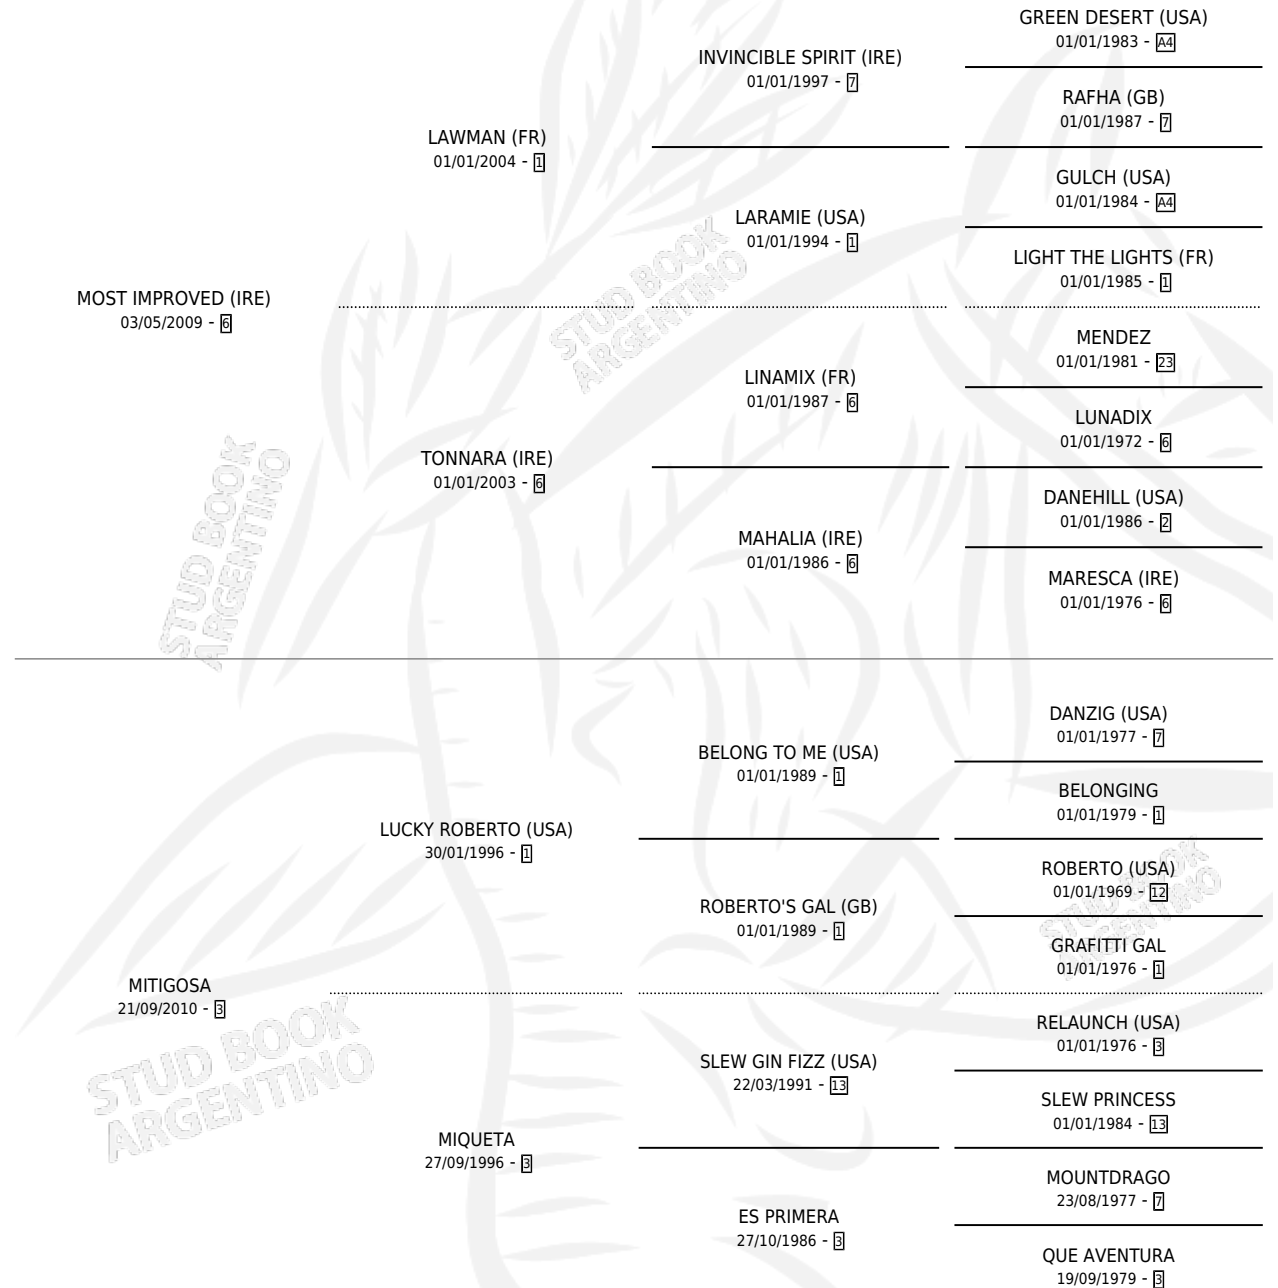 GREEN DESERT (USA)
01/01/1983 - A4
INVINCIBLE SPIRIT (IRE)
01/01/1997 - 7
RAFHA (GB)
01/01/1987 - 7
LAWMAN (FR)
01/01/2004 - 1
GULCH (USA)
01/01/1984 - A4
LARAMIE (USA)
01/01/1994 - 1
LIGHT THE LIGHTS (FR)
01/01/1985 - 1
MOST IMPROVED (IRE)
03/05/2009 - 6
STUD BOOK
ARGENTINO
MENDEZ
01/01/1981 - 23
LINAMIX (FR)
01/01/1987 - 6
LUNADIX
01/01/1972 - 6
TONNARA (IRE)
01/01/2003 - 6
DANEHILL (USA)
01/01/1986 - 2
MAHALIA (IRE)
01/01/1986 - 6
MARESCA (IRE)
01/01/1976 - 6
STUD BOOK
ARGENTINO
DANZIG (USA)
01/01/1977 - 7
BELONG TO ME (USA)
01/01/1989 - 1
BELONGING
01/01/1979 - 1
LUCKY ROBERTO (USA)
30/01/1996 - 1
ROBERTO (USA)
01/01/1969 - 12
ROBERTO'S GAL (GB)
01/01/1989 - 1
GRAFITTI GAL
01/01/1976 - 1
STUD BOOK
ARGENTINO
MITIGOSA
21/09/2010 - 3
RELAUNCH (USA)
01/01/1976 - 3
SLEW GIN FIZZ (USA)
22/03/1991 - 13
SLEW PRINCESS
01/01/1984 - 13
STUD BOOK
ARGENTINO
MIQUETA
27/09/1996 - 3
MOUNTDRAGO
23/08/1977 - 7
ES PRIMERA
27/10/1986 - 3
QUE AVENTURA
19/09/1979 - 3